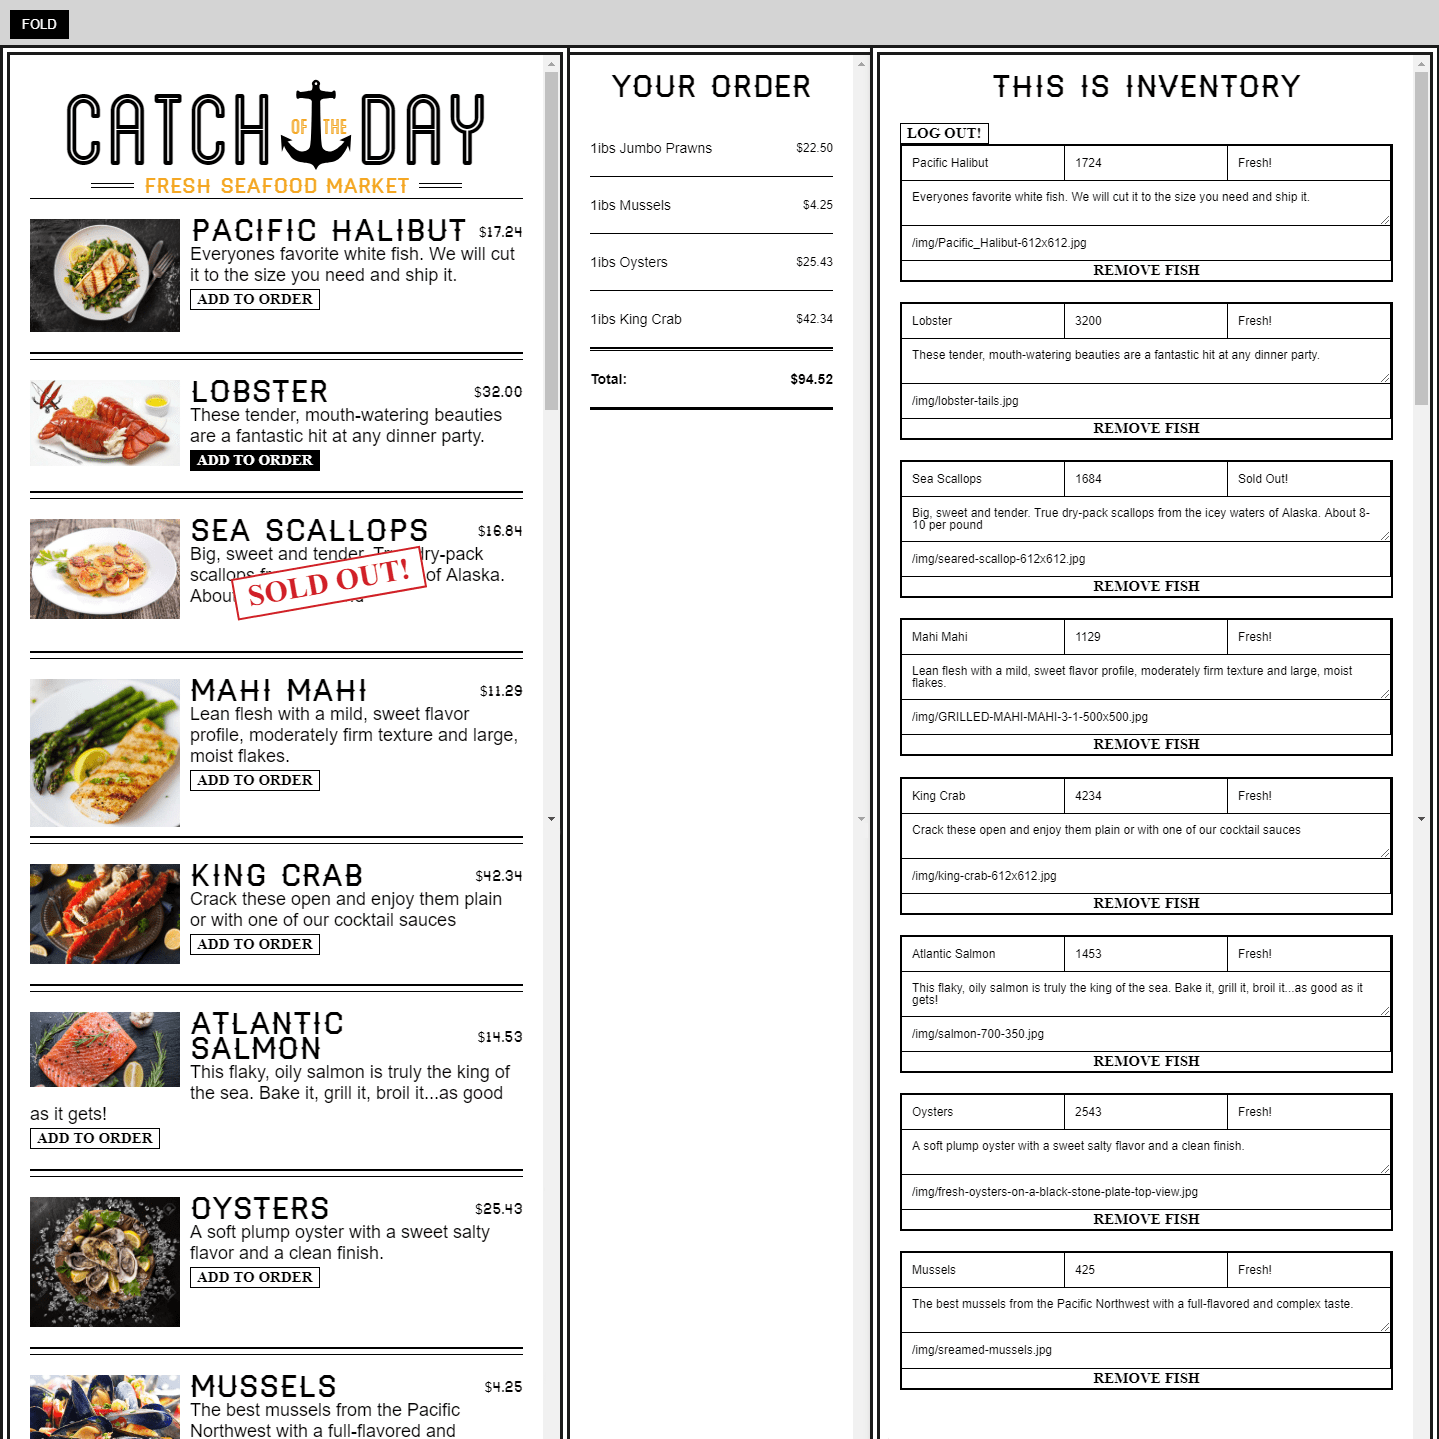 FOLD
CATCH OF THE DAY
FRESH SEAFOOD MARKET
PACIFIC HALIBUT $17.24
Everyones favorite white fish. We will cut
it to the size you need and ship it.
ADD TO ORDER
LOBSTER $32.00
These tender, mouth-watering beauties
are a fantastic hit at any dinner party.
ADD TO ORDER
SEA SCALLOPS $16.84
Big, sweet and tender. True dry-pack
scallops of Alaska.
About
SOLD OUT!
MAHI MAHI $11.29
Lean flesh with a mild, sweet flavor
profile, moderately firm texture and large,
moist flakes.
ADD TO ORDER
KING CRAB $42.34
Crack these open and enjoy them plain
or with one of our cocktail sauces
ADD TO ORDER
ATLANTIC
SALMON $14.53
This flaky, oily salmon is truly the king of
the sea. Bake it, grill it, broil it...as good
as it gets!
ADD TO ORDER
OYSTERS $25.43
A soft plump oyster with a sweet salty
flavor and a clean finish.
ADD TO ORDER
MUSSELS $4.25
The best mussels from the Pacific
Northwest with a full-flavored and
YOUR ORDER
1lbs Jumbo Prawns $22.50
1lbs Mussels $4.25
1lbs Oysters $25.43
1lbs King Crab $42.34
Total: $94.52
THIS IS INVENTORY
LOG OUT!
Pacific Halibut 1724 Fresh!
Everyones favorite white fish. We will cut it to the size you need and ship it.
/img/Pacific_Halibut-612x612.jpg
REMOVE FISH
Lobster 3200 Fresh!
These tender, mouth-watering beauties are a fantastic hit at any dinner party.
/img/lobster-tails.jpg
REMOVE FISH
Sea Scallops 1684 Sold Out!
Big, sweet and tender. True dry-pack scallops from the icey waters of Alaska. About 8-
10 per pound
/img/seared-scallop-612x612.jpg
REMOVE FISH
Mahi Mahi 1129 Fresh!
Lean flesh with a mild, sweet flavor profile, moderately firm texture and large, moist
flakes.
/img/GRILLED-MAHI-MAHI-3-1-500x500.jpg
REMOVE FISH
King Crab 4234 Fresh!
Crack these open and enjoy them plain or with one of our cocktail sauces
/img/king-crab-612x612.jpg
REMOVE FISH
Atlantic Salmon 1453 Fresh!
This flaky, oily salmon is truly the king of the sea. Bake it, grill it, broil it...as good as it
gets!
/img/salmon-700-350.jpg
REMOVE FISH
Oysters 2543 Fresh!
A soft plump oyster with a sweet salty flavor and a clean finish.
/img/fresh-oysters-on-a-black-stone-plate-top-view.jpg
REMOVE FISH
Mussels 425 Fresh!
The best mussels from the Pacific Northwest with a full-flavored and complex taste.
/img/sreamed-mussels.jpg
REMOVE FISH